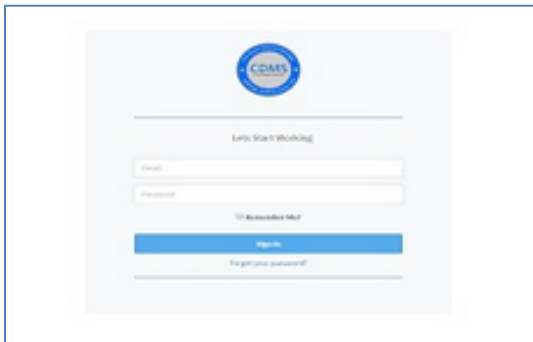 CDMS
Lets Start Working
Email
Password
Remember Me?
Sign In
Forgot your password?